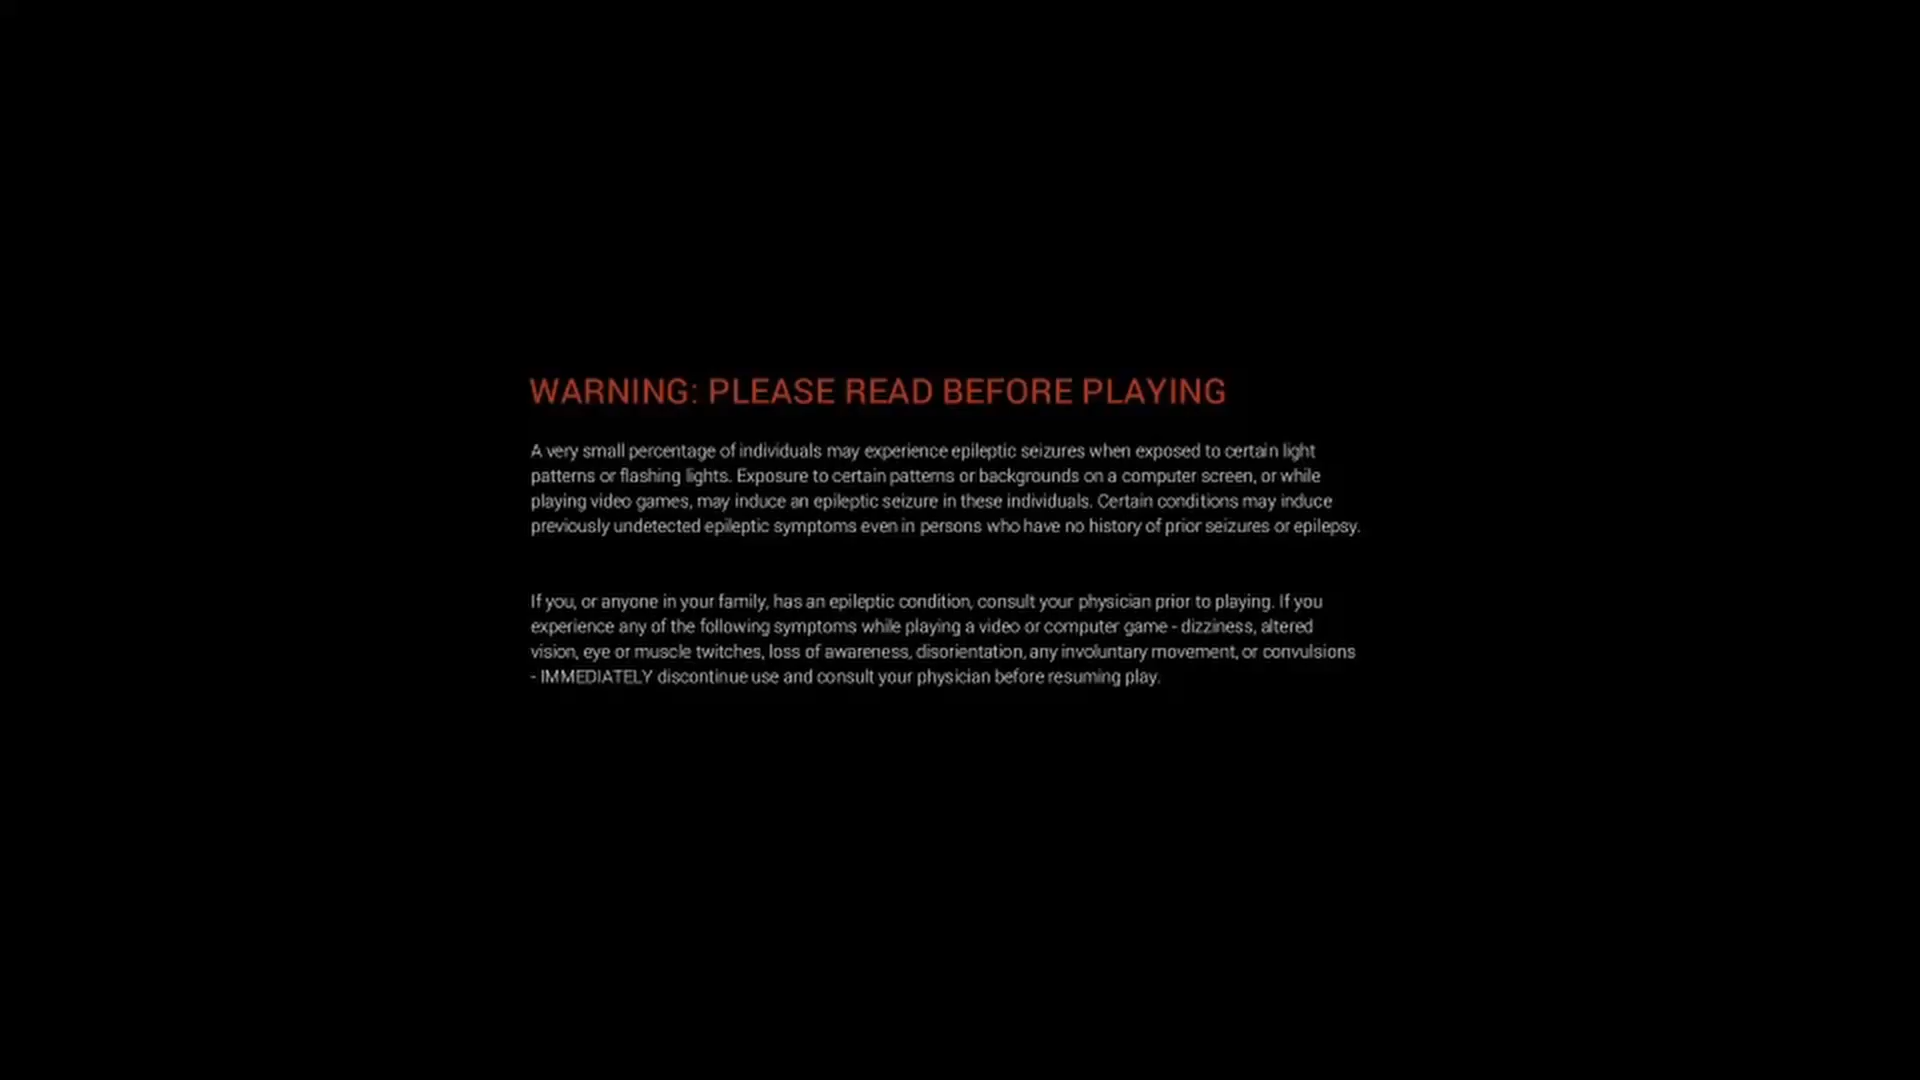 WARNING: PLEASE READ BEFORE PLAYING
A very small percentage of individuals may experience epileptic seizures when exposed to certain light
patterns or flashing lights. Exposure to certain patterns or backgrounds on a computer screen, or while
playing video games, may induce an epileptic seizure in these individuals. Certain conditions may induce
previously undetected epileptic symptoms even in persons who have no history of prior seizures or epilepsy.
If you, or anyone in your family, has an epileptic condition, consult your physician prior to playing. If you
experience any of the following symptoms while playing a video or computer game - dizziness, altered
vision, eye or muscle twitches, loss of awareness, disorientation, any involuntary movement, or convulsions
- IMMEDIATELY discontinue use and consult your physician before resuming play.